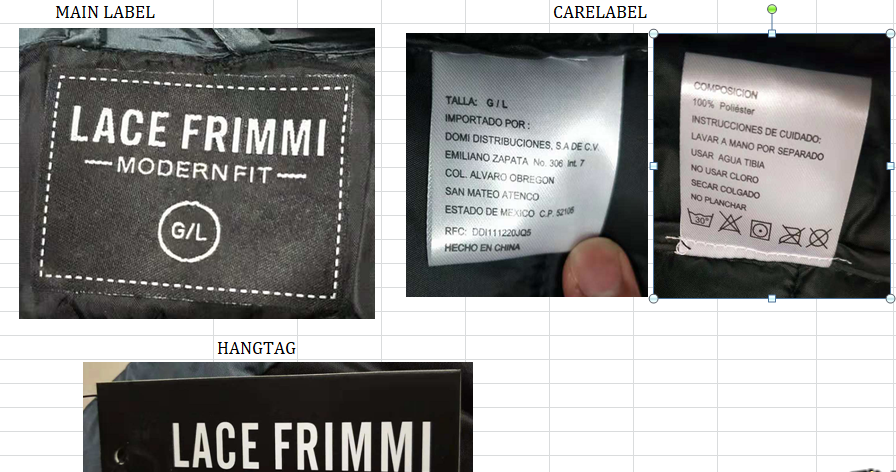 MAIN LABEL
CARELABEL
LACE FRIMMI
MODERN FIT
G/L
TALLA: G / L
IMPORTADO POR :
DOMI DISTRIBUCIONES, S.A DE C.V
EMILIANO ZAPATA No. 306 Int. 7
COL. ALVARO OBREGON
SAN MATEO ATENCO
ESTADO DE MEXICO C.P. 52105
RFC: DDI111220JQ5
HECHO EN CHINA
COMPOSICION
100% Poliéster
INSTRUCCIONES DE CUIDADO:
LAVAR A MANO POR SEPARADO
USAR AGUA TIBIA
NO USAR CLORO
SECAR COLGADO
NO PLANCHAR
30°
HANGTAG
LACE FRIMMI